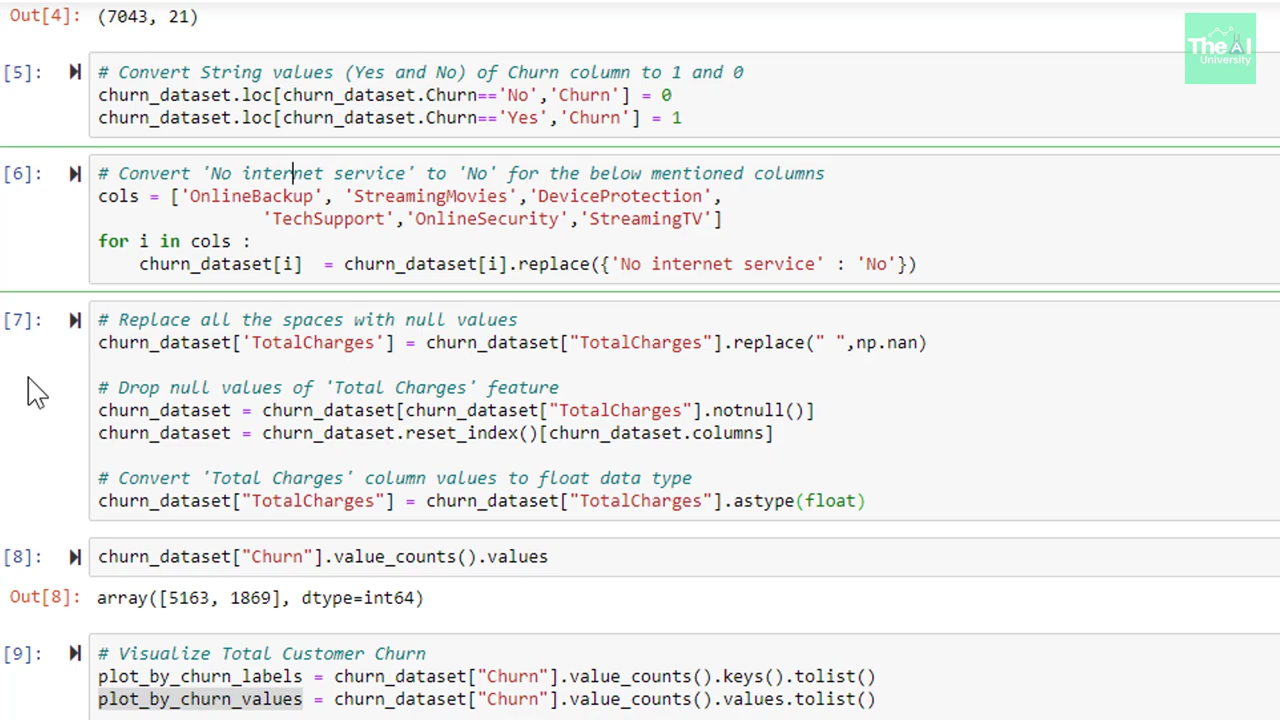 Out[4]: (7043, 21)
The AI
University
[5]: # Convert String values (Yes and No) of Churn column to 1 and 0
churn_dataset.loc[churn_dataset.Churn=='No','Churn'] = 0
churn_dataset.loc[churn_dataset.Churn=='Yes','Churn'] = 1
[6]: # Convert 'No internet service' to 'No' for the below mentioned columns
cols = ['OnlineBackup', 'StreamingMovies','DeviceProtection',
'TechSupport','OnlineSecurity','StreamingTV']
for i in cols :
churn_dataset[i]  = churn_dataset[i].replace({'No internet service' : 'No'})
[7]: # Replace all the spaces with null values
churn_dataset['TotalCharges'] = churn_dataset["TotalCharges"].replace(" ",np.nan)
# Drop null values of 'Total Charges' feature
churn_dataset = churn_dataset[churn_dataset["TotalCharges"].notnull()]
churn_dataset = churn_dataset.reset_index()[churn_dataset.columns]
# Convert 'Total Charges' column values to float data type
churn_dataset["TotalCharges"] = churn_dataset["TotalCharges"].astype(float)
[8]: churn_dataset["Churn"].value_counts().values
Out[8]: array([5163, 1869], dtype=int64)
[9]: # Visualize Total Customer Churn
plot_by_churn_labels = churn_dataset["Churn"].value_counts().keys().tolist()
plot_by_churn_values = churn_dataset["Churn"].value_counts().values.tolist()